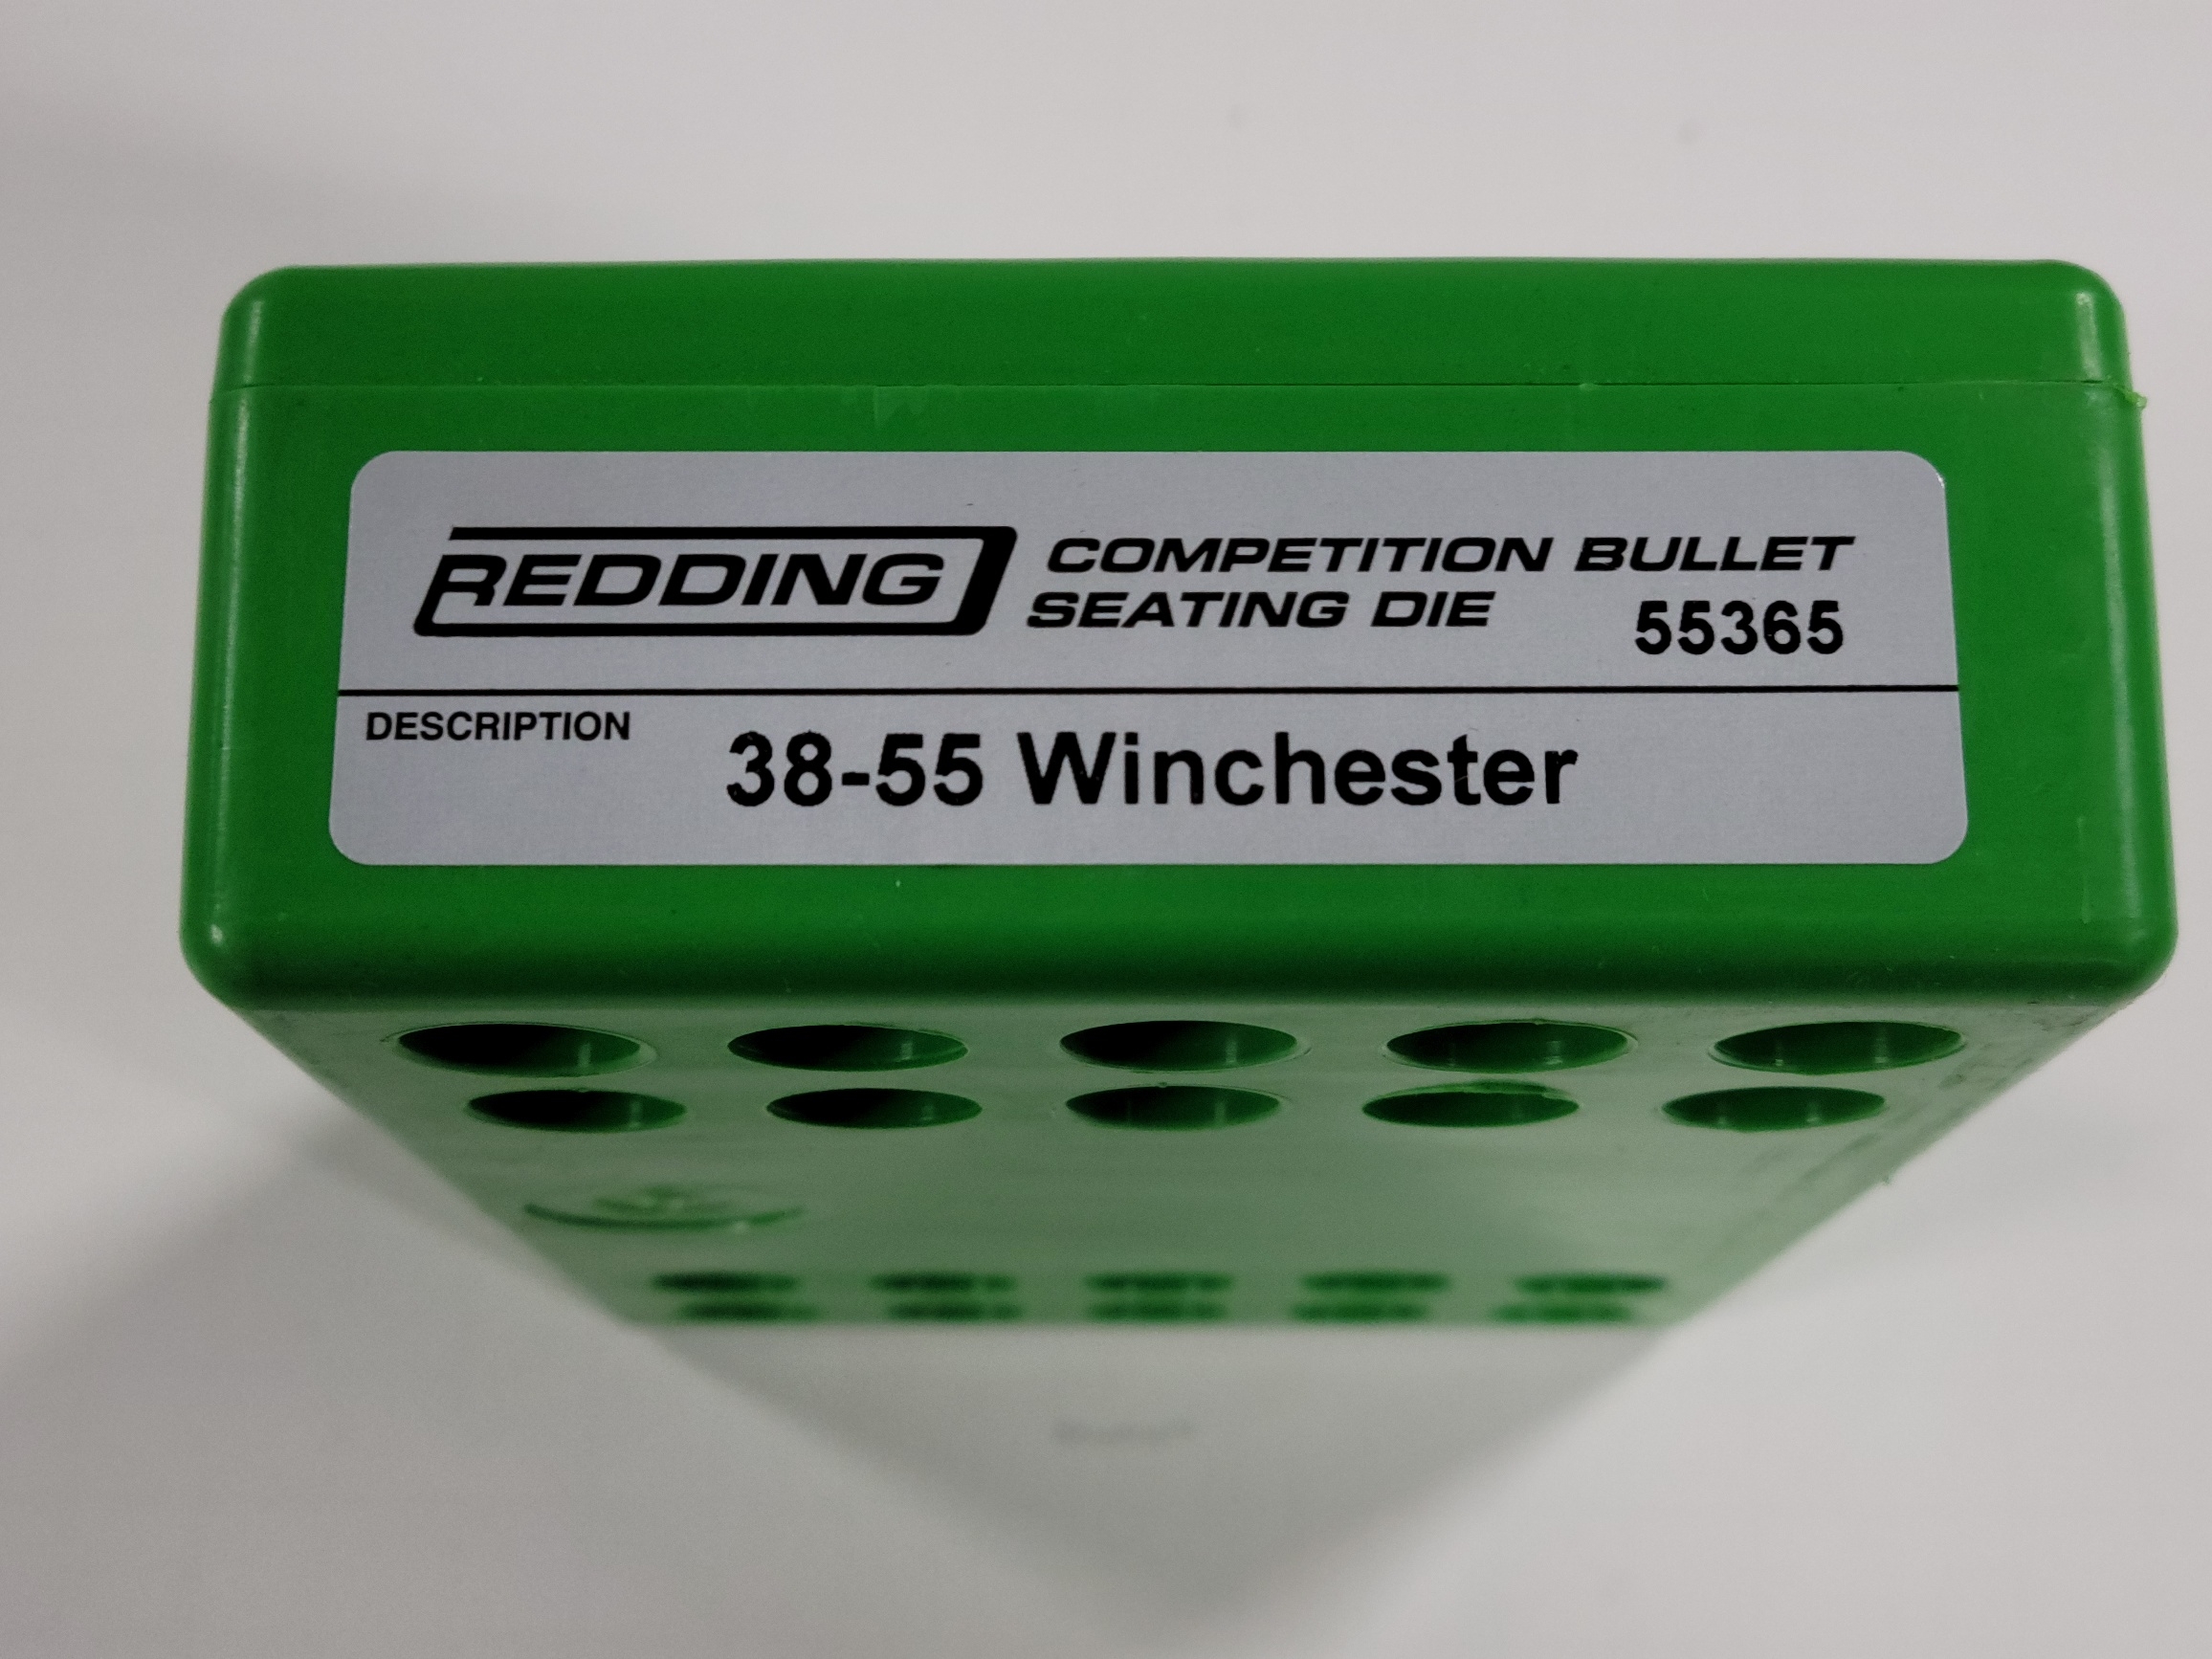 REDDING
COMPETITION BULLET
SEATING DIE
55365
DESCRIPTION
38-55 Winchester